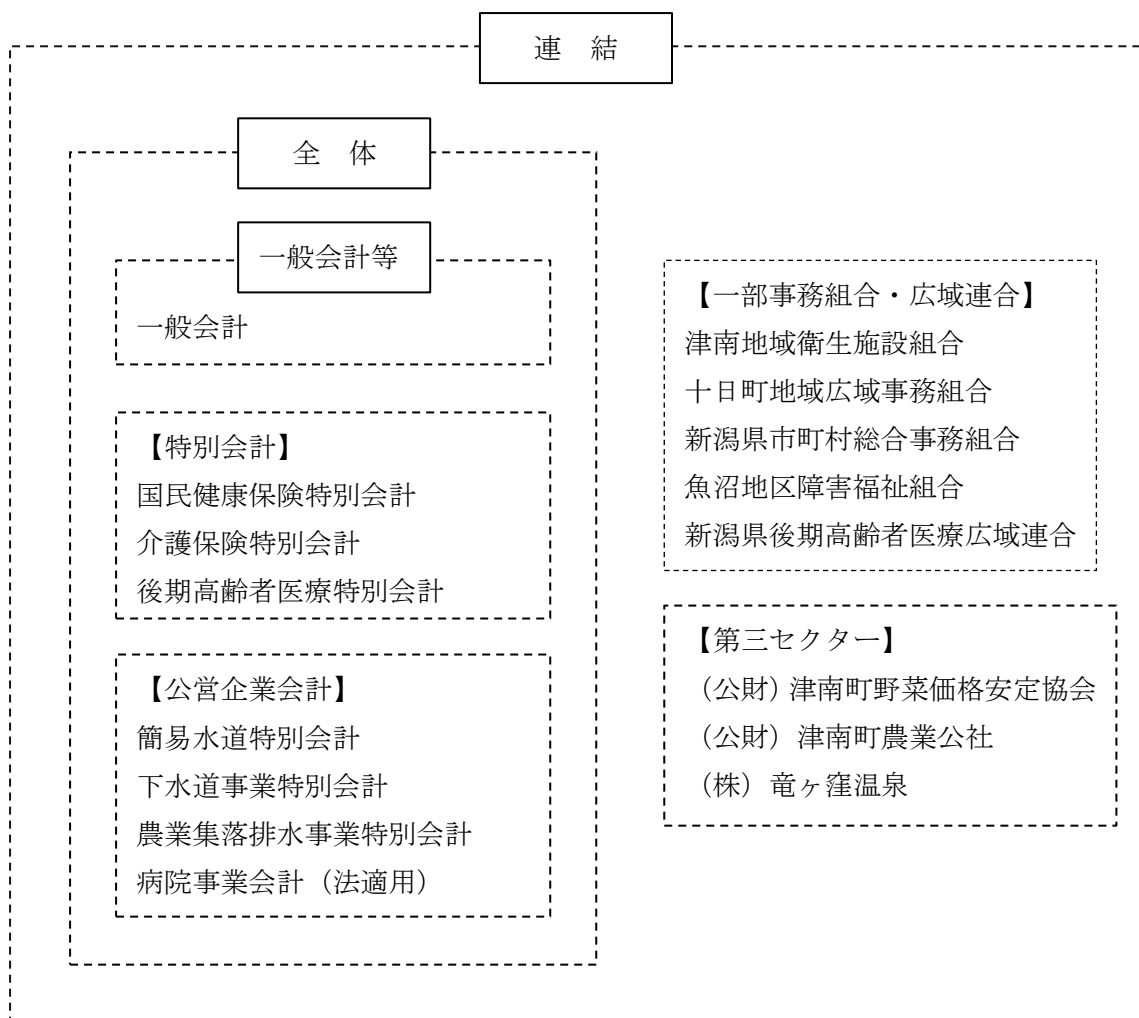 連　結
全　体
一般会計等
一般会計
【特別会計】
国民健康保険特別会計
介護保険特別会計
後期高齢者医療特別会計
【公営企業会計】
簡易水道特別会計
下水道事業特別会計
農業集落排水事業特別会計
病院事業会計（法適用）
【一部事務組合・広域連合】
津南地域衛生施設組合
十日町地域広域事務組合
新潟県市町村総合事務組合
魚沼地区障害福祉組合
新潟県後期高齢者医療広域連合
【第三セクター】
（公財）津南町野菜価格安定協会
（公財）津南町農業公社
（株）竜ヶ窪温泉